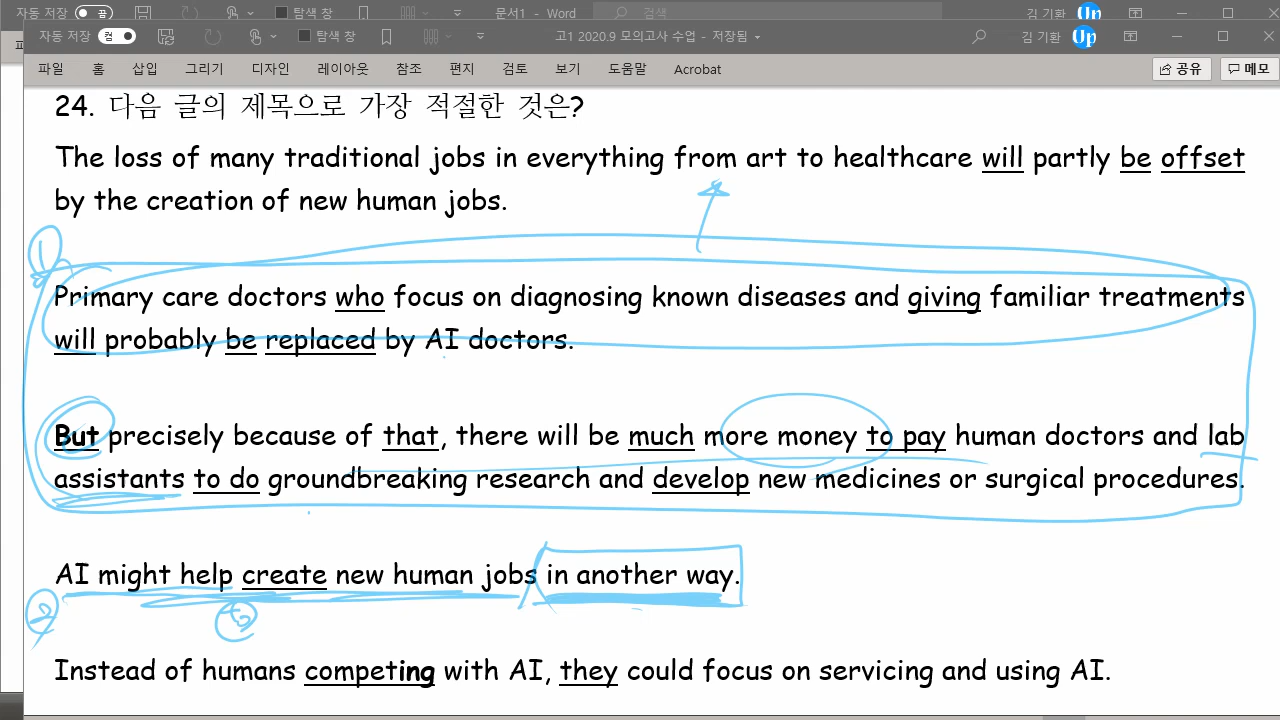 자동 저장 끔 탐색 창 문서1 - Word 검색 김 기환 Up
자동 저장 컴 탐색 창 고1 2020.9 모의고사 수업 - 저장됨 김 기환 Up
파일 홈 삽입 그리기 디자인 레이아웃 참조 편지 검토 보기 도움말 Acrobat 공유 메모
24. 다음 글의 제목으로 가장 적절한 것은?
The loss of many traditional jobs in everything from art to healthcare will partly be offset
by the creation of new human jobs.
1
Primary care doctors who focus on diagnosing known diseases and giving familiar treatments
will probably be replaced by AI doctors.
But precisely because of that, there will be much more money to pay human doctors and lab
assistants to do groundbreaking research and develop new medicines or surgical procedures.
AI might help create new human jobs in another way.
2
Instead of humans competing with AI, they could focus on servicing and using AI.